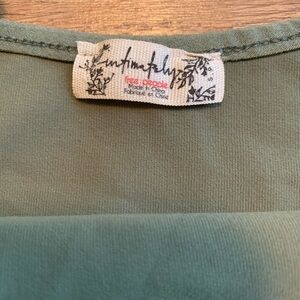 intimately
free people
Made in China
Fabriqué en Chine
S